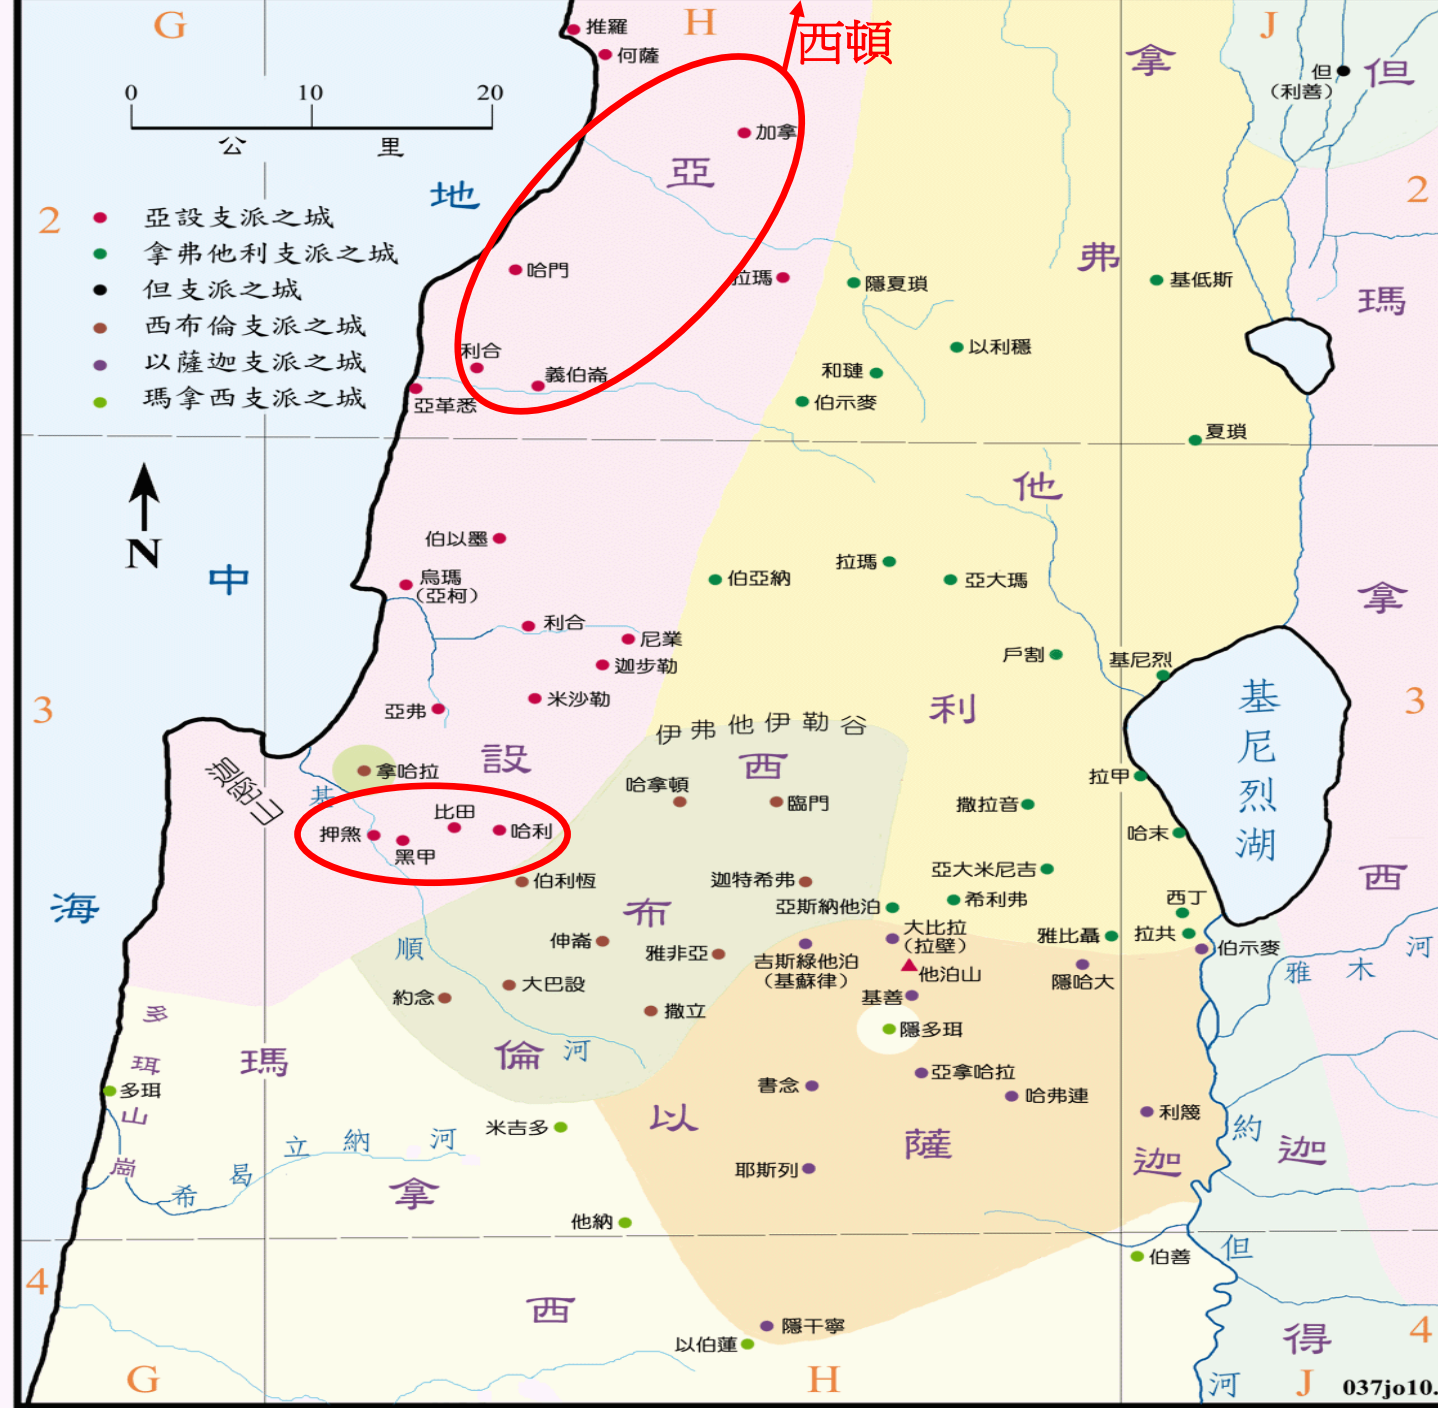 G
H
J
推羅
何薩
西頓
拿
但
(利善)
但
0 10 20
公里
加拿
亞
地
2
2
亞設支派之城
拿弗他利支派之城
但支派之城
西布倫支派之城
以薩迦支派之城
瑪拿西支派之城
哈門
拉瑪
隱夏瑣
弗
基低斯
瑪
利合
義伯崙
亞革悉
以利穩
和璉
伯示麥
夏瑣
N
中
他
伯以墨
烏瑪
(亞柯)
伯亞納
拉瑪
亞大瑪
拿
利合
尼業
迦步勒
戶割
基尼烈
3
3
亞弗
米沙勒
利
伊弗他伊勒谷
基尼烈湖
設
西
迦密山
拿哈拉
基
哈拿頓
臨門
撒拉音
拉甲
押煞
比田
哈利
黑甲
哈末
海
伯利恆
迦特希弗
亞大米尼吉
西
布
亞斯納他泊
希利弗
西丁
順
伸崙
雅非亞
吉斯綠他泊
(基蘇律)
大比拉
(拉壁)
雅比聶
拉共
伯示麥
雅木河
他泊山
隱哈大
約念
大巴設
撒立
基善
隱多珥
多珥山崗
瑪
倫
河
多珥
書念
亞拿哈拉
哈弗連
利篾
米吉多
以
薩
迦
約
迦
希曷立納河
拿
耶斯列
他納
伯善
但
4
西
隱干寧
以伯蓮
得
4
G
H
河
J
037jo10.